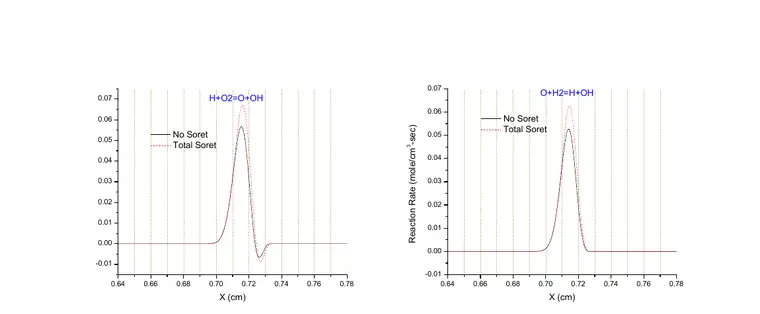 H+O2=O+OH
No Soret
Total Soret
0.07
0.06
0.05
0.04
0.03
0.02
0.01
0.00
-0.01
0.64 0.66 0.68 0.70 0.72 0.74 0.76 0.78
X (cm)
O+H2=H+OH
No Soret
Total Soret
Reaction Rate (mole/cm³-sec)
0.07
0.06
0.05
0.04
0.03
0.02
0.01
0.00
-0.01
0.64 0.66 0.68 0.70 0.72 0.74 0.76 0.78
X (cm)